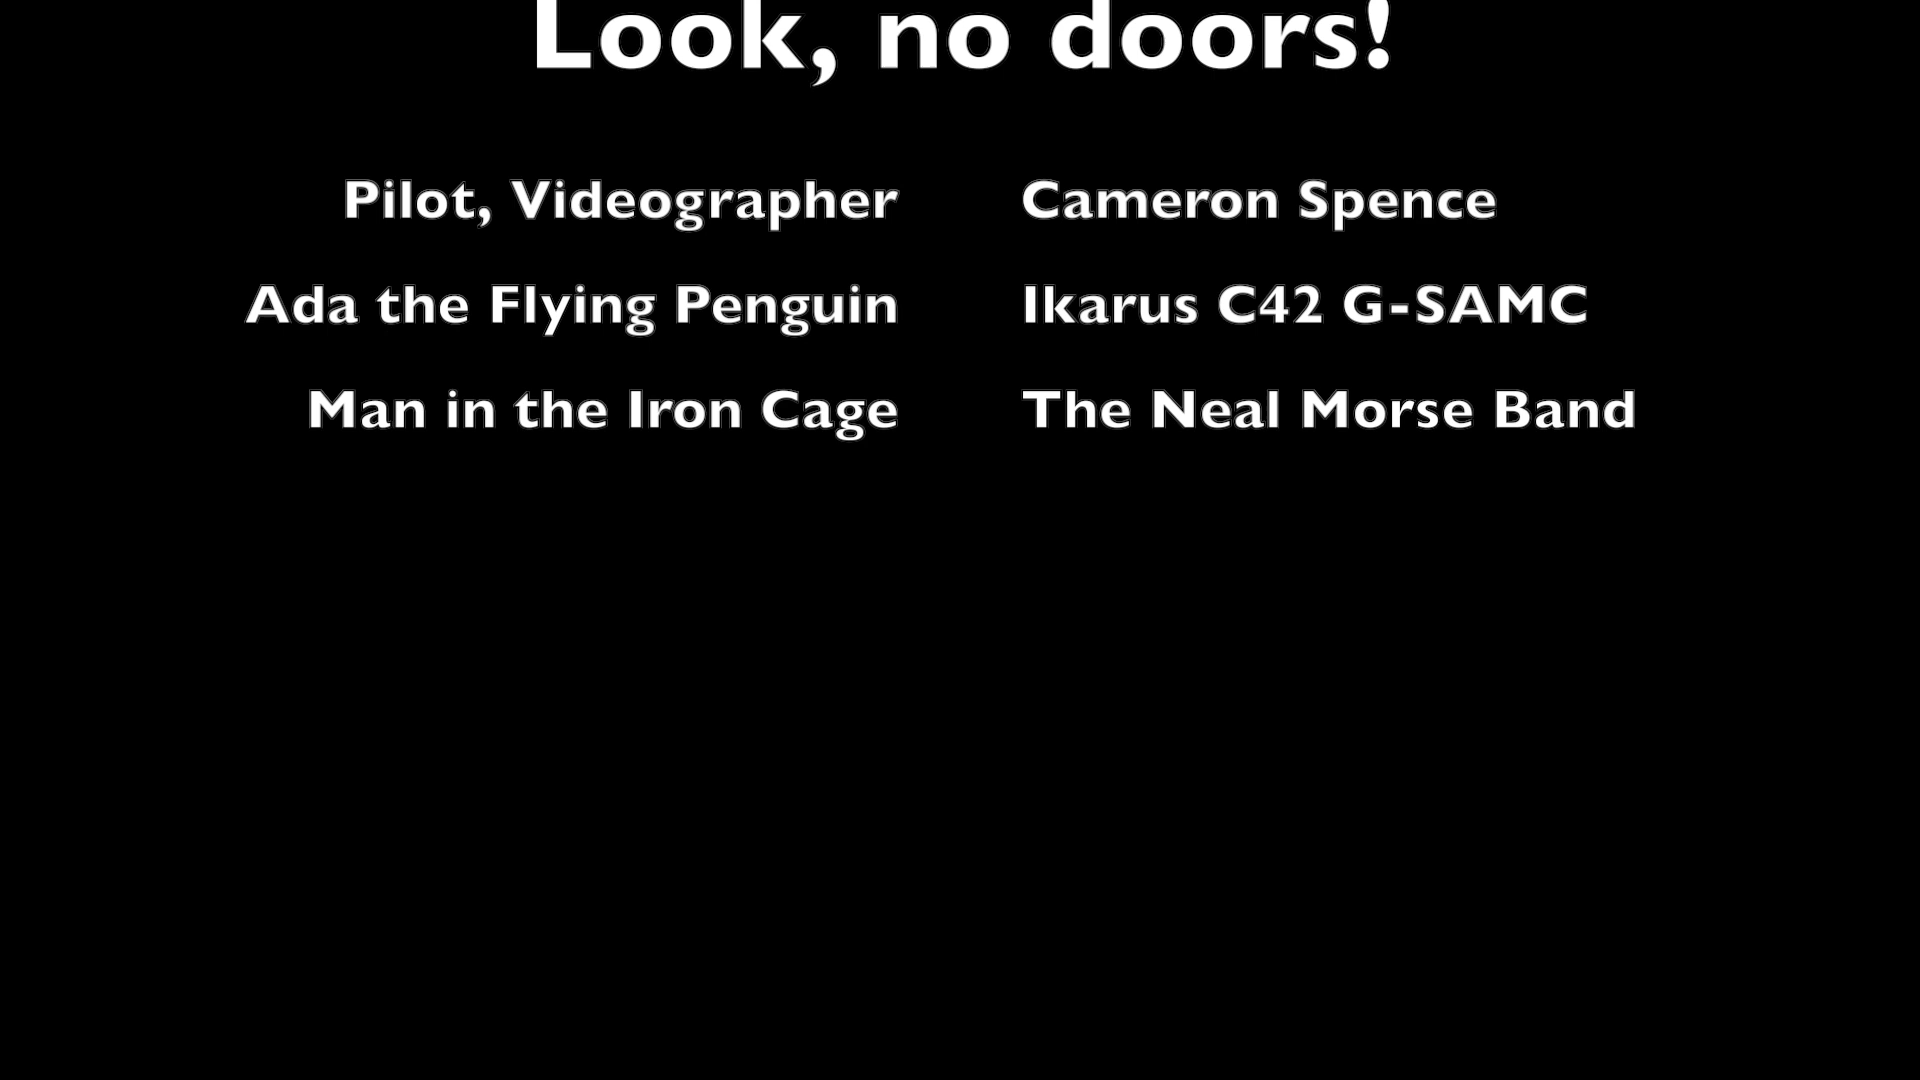 Look, no doors!
Pilot, Videographer Cameron Spence
Ada the Flying Penguin Ikarus C42 G-SAMC
Man in the Iron Cage The Neal Morse Band